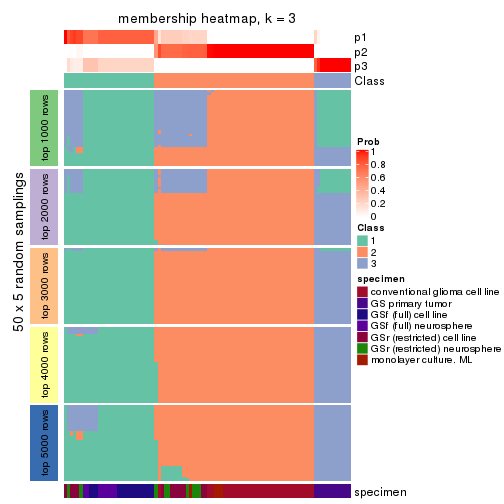 membership heatmap, k = 3
p1
p2
p3
Class
50 x 5 random samplings
top 1000 rows
top 2000 rows
top 3000 rows
top 4000 rows
top 5000 rows
Prob
1
0.8
0.6
0.4
0.2
0
Class
1
2
3
specimen
conventional glioma cell line
GS primary tumor
GSf (full) cell line
GSf (full) neurosphere
GSr (restricted) cell line
GSr (restricted) neurosphere
monolayer culture, ML
specimen